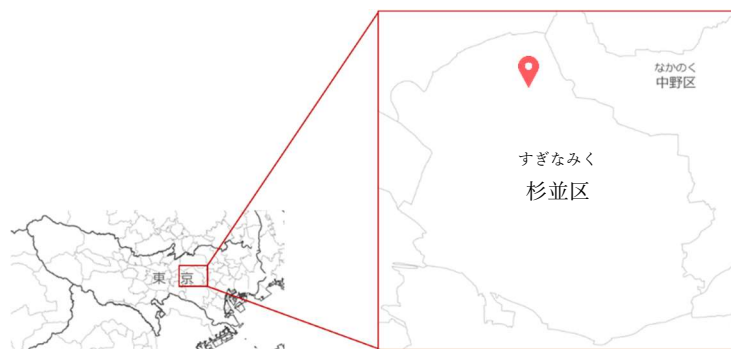 なかのく
中野区
すぎなみく
杉並区
東京